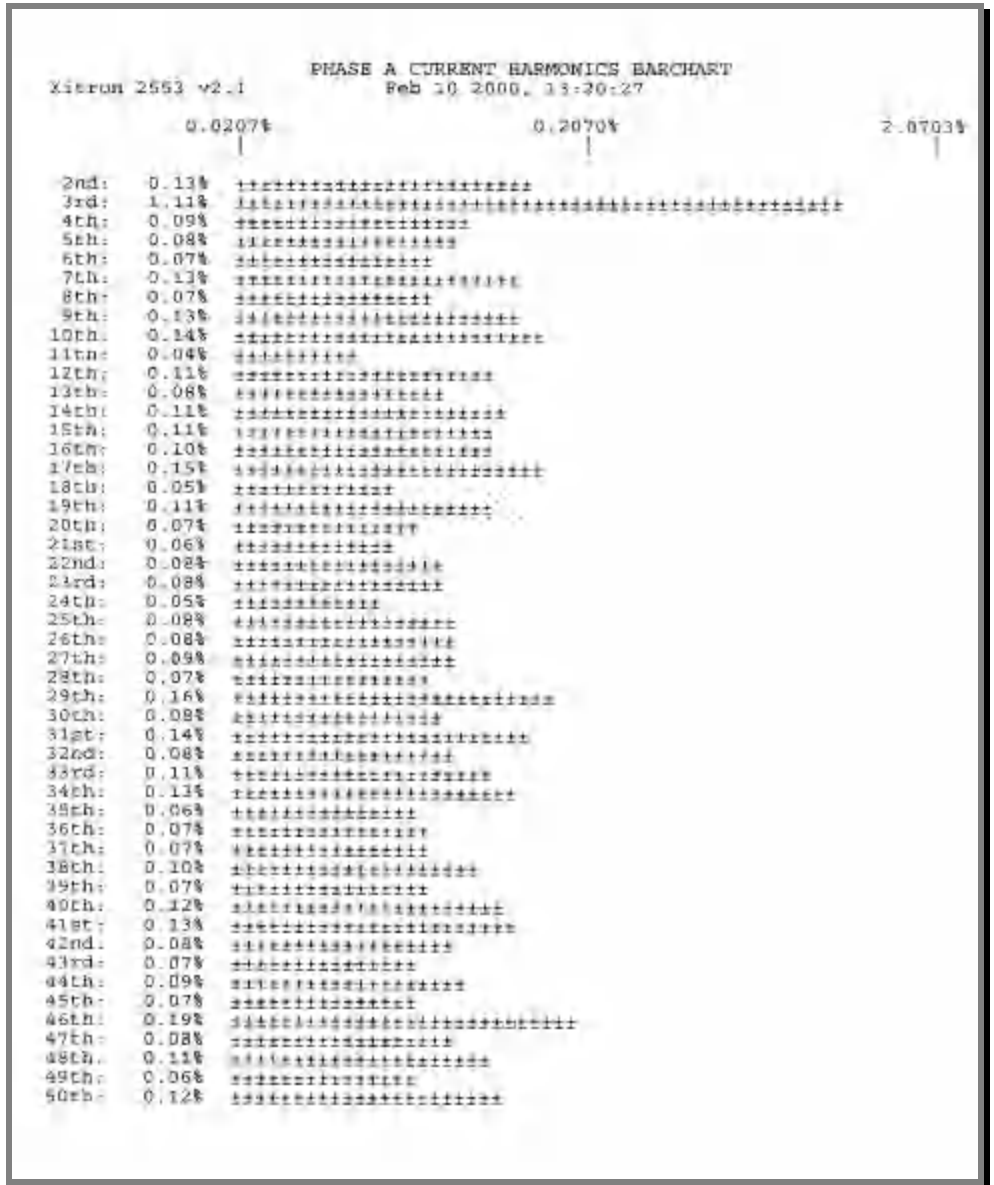 PHASE A CURRENT HARMONICS BARCHART
Xitron 2553 v2.1 Feb 10 2000, 13:20:27
0.0207% 0.2070% 2.0703%
2nd: 0.13%
3rd: 1.11%
4th: 0.09%
5th: 0.08%
6th: 0.07%
7th: 0.13%
8th: 0.07%
9th: 0.13%
10th: 0.14%
11th: 0.04%
12th: 0.11%
13th: 0.08%
14th: 0.11%
15th: 0.11%
16th: 0.10%
17th: 0.15%
18th: 0.05%
19th: 0.11%
20th: 0.07%
21st: 0.06%
22nd: 0.08%
23rd: 0.08%
24th: 0.05%
25th: 0.08%
26th: 0.08%
27th: 0.09%
28th: 0.07%
29th: 0.16%
30th: 0.08%
31st: 0.14%
32nd: 0.08%
33rd: 0.11%
34th: 0.13%
35th: 0.06%
36th: 0.07%
37th: 0.07%
38th: 0.10%
39th: 0.07%
40th: 0.12%
41st: 0.13%
42nd: 0.08%
43rd: 0.07%
44th: 0.09%
45th: 0.07%
46th: 0.19%
47th: 0.08%
48th: 0.11%
49th: 0.06%
50th: 0.12%